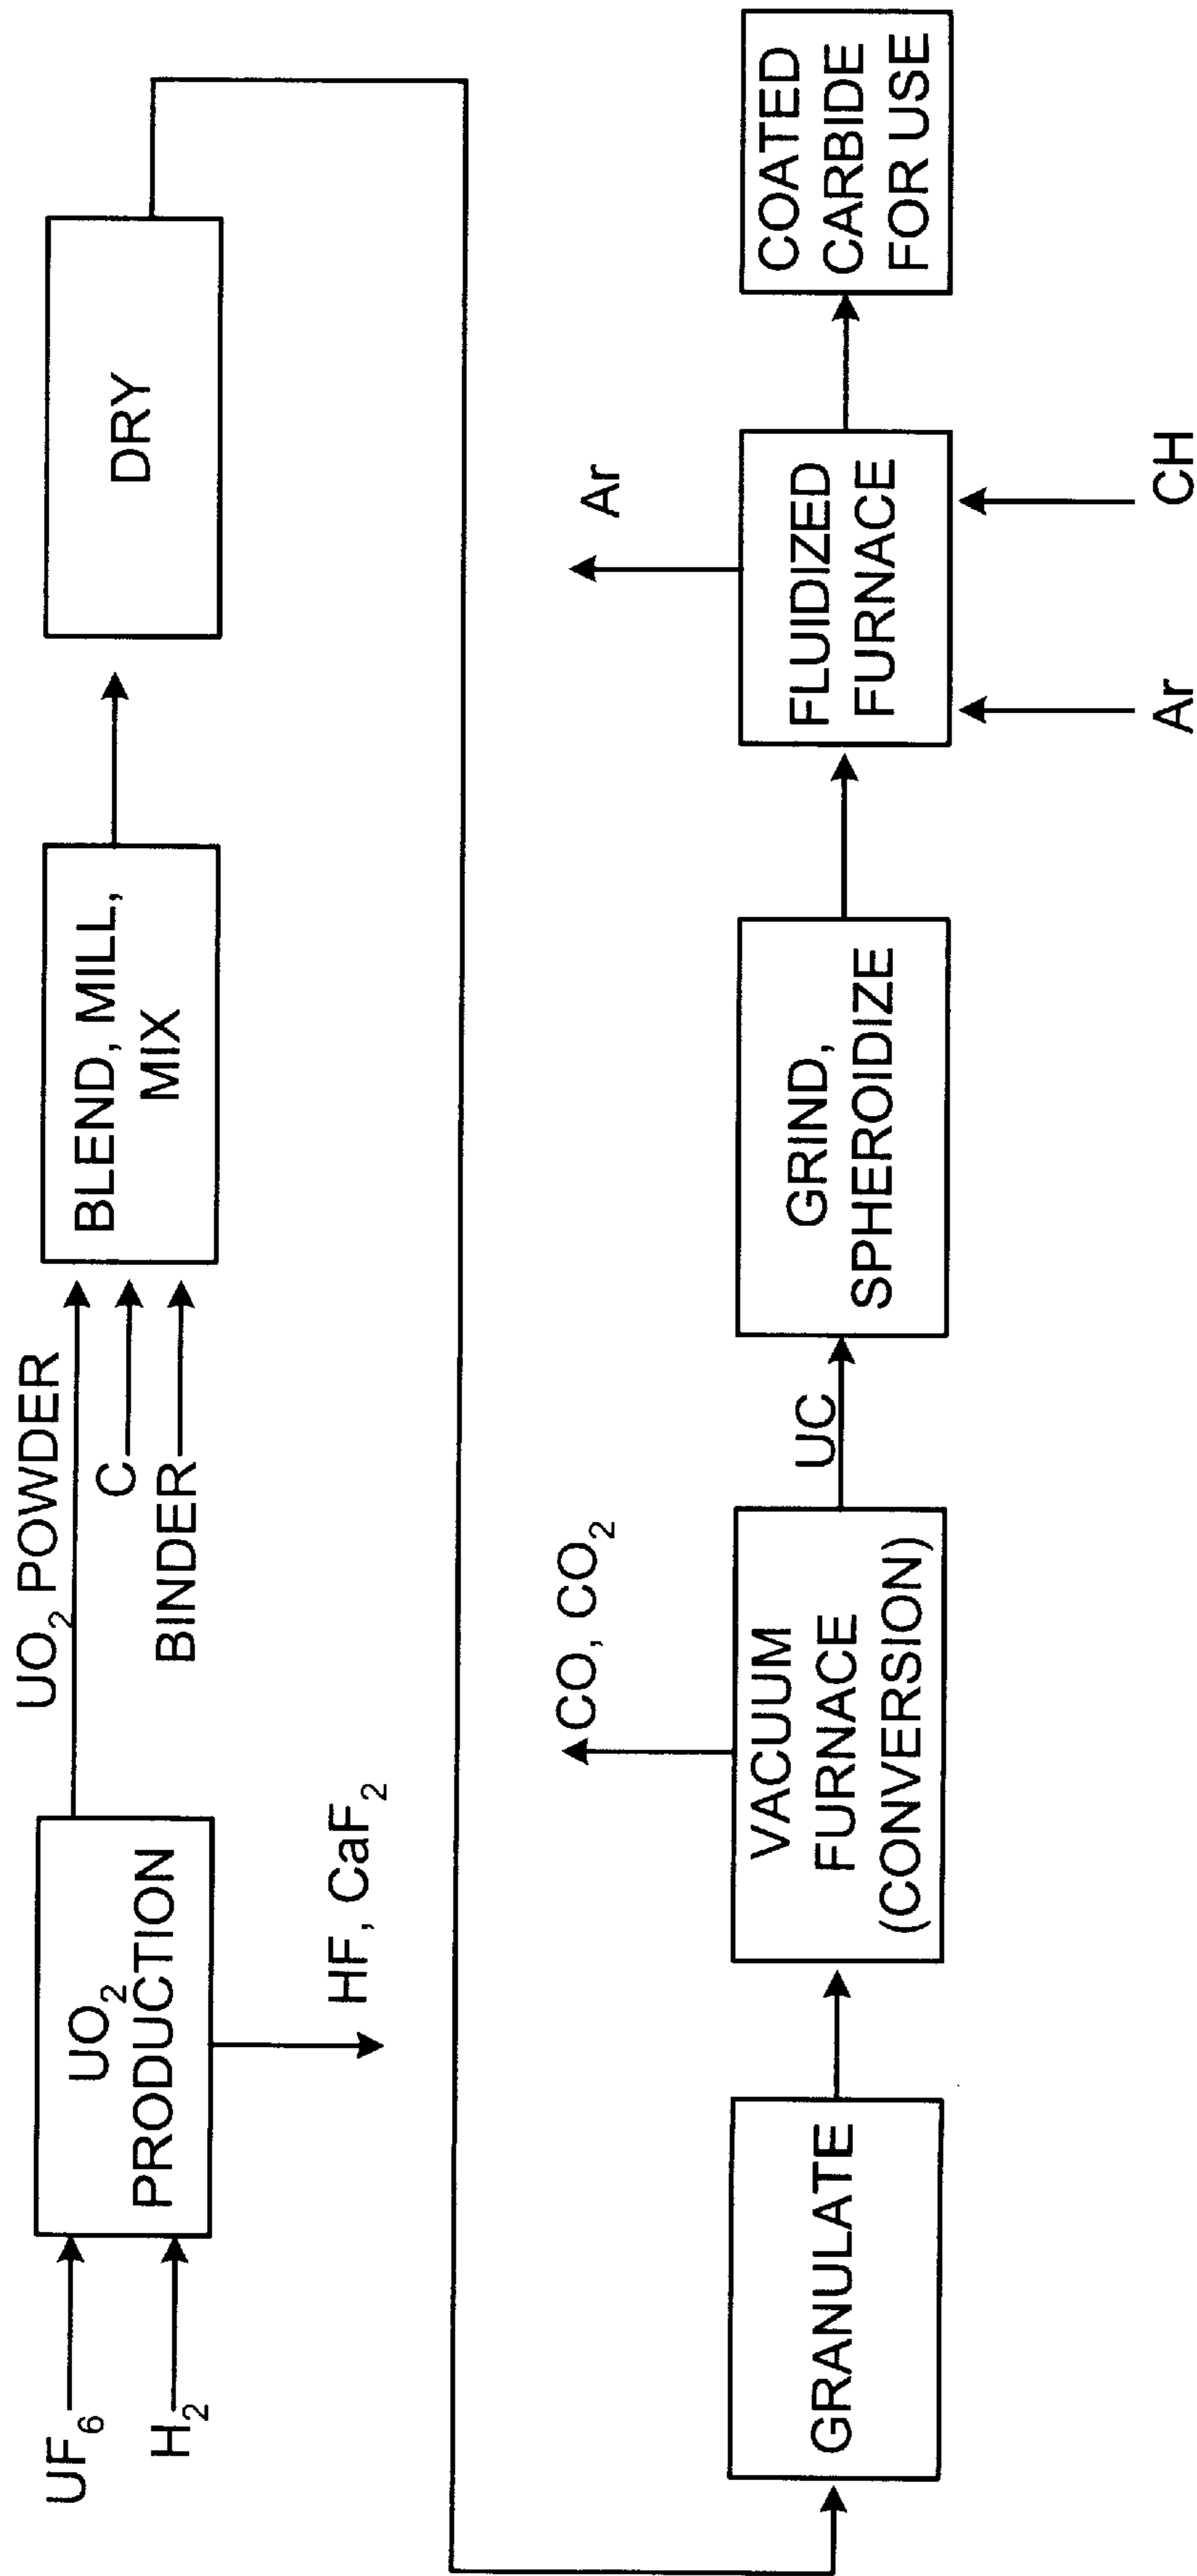 UF₆
H₂
UO₂
PRODUCTION
HF, CaF₂
UO₂ POWDER
C
BINDER
BLEND, MILL,
MIX
DRY
GRANULATE
VACUUM
FURNACE
(CONVERSION)
CO, CO₂
UC
GRIND,
SPHEROIDIZE
FLUIDIZED
FURNACE
Ar
Ar
CH
COATED
CARBIDE
FOR USE